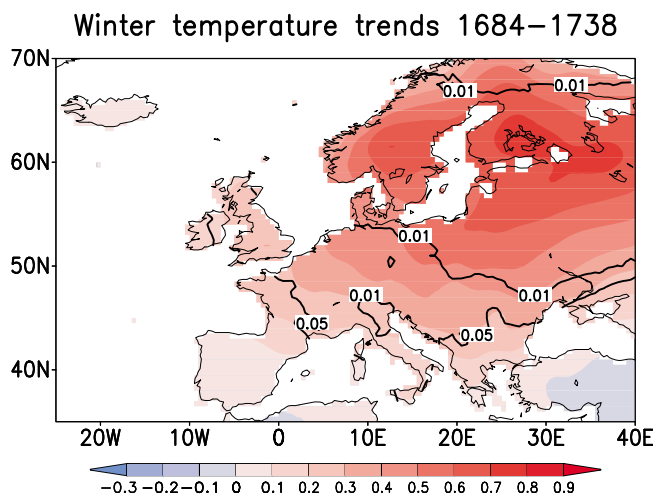 Winter temperature trends 1684−1738
70N
0.01 0.01
60N
0.01
50N
0.01 0.01
0.05 0.05
40N
20W 10W 0 10E 20E 30E 40E
−0.3 −0.2 −0.1 0 0.1 0.2 0.3 0.4 0.5 0.6 0.7 0.8 0.9